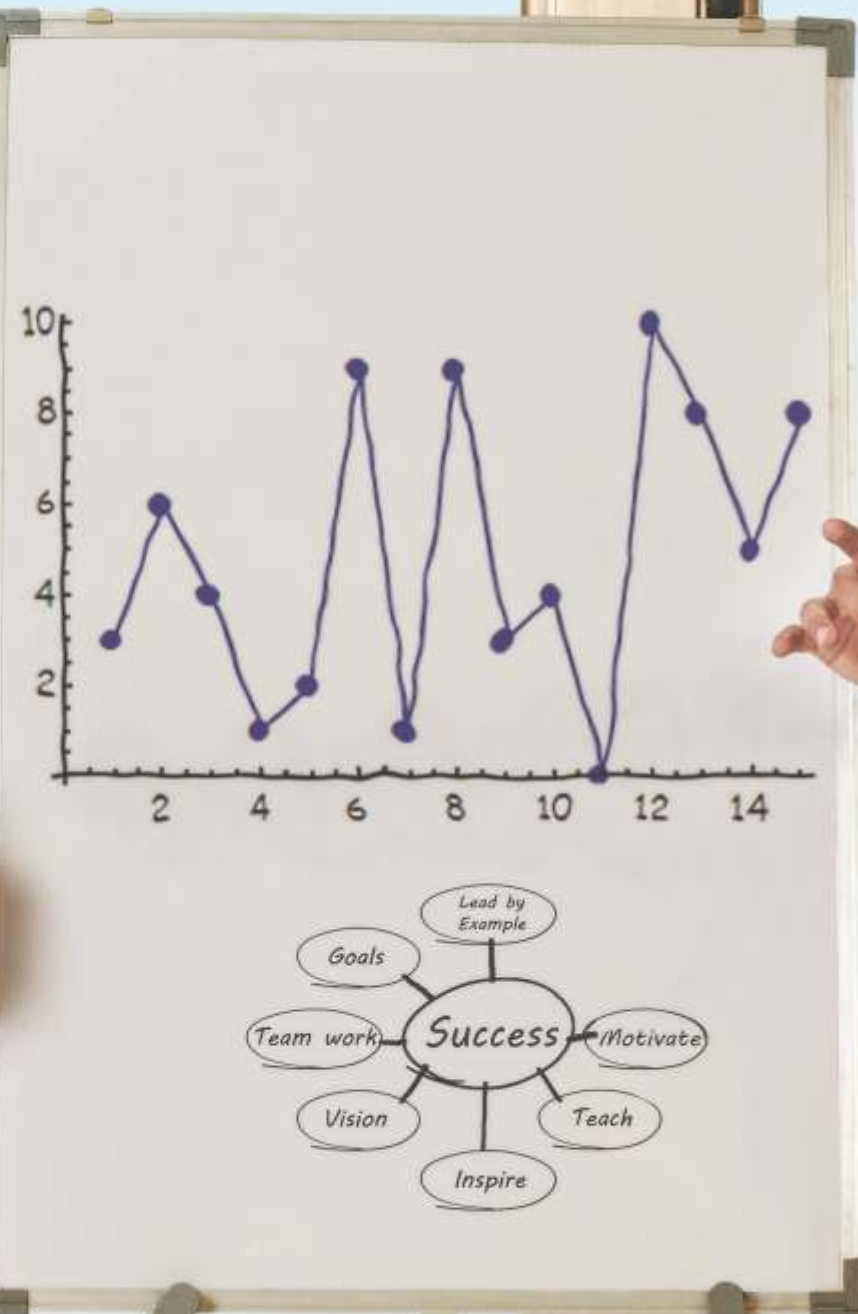 10
8
6
4
2
2 4 6 8 10 12 14
Lead by
Example
Goals
Success
Team work
Motivate
Vision
Teach
Inspire